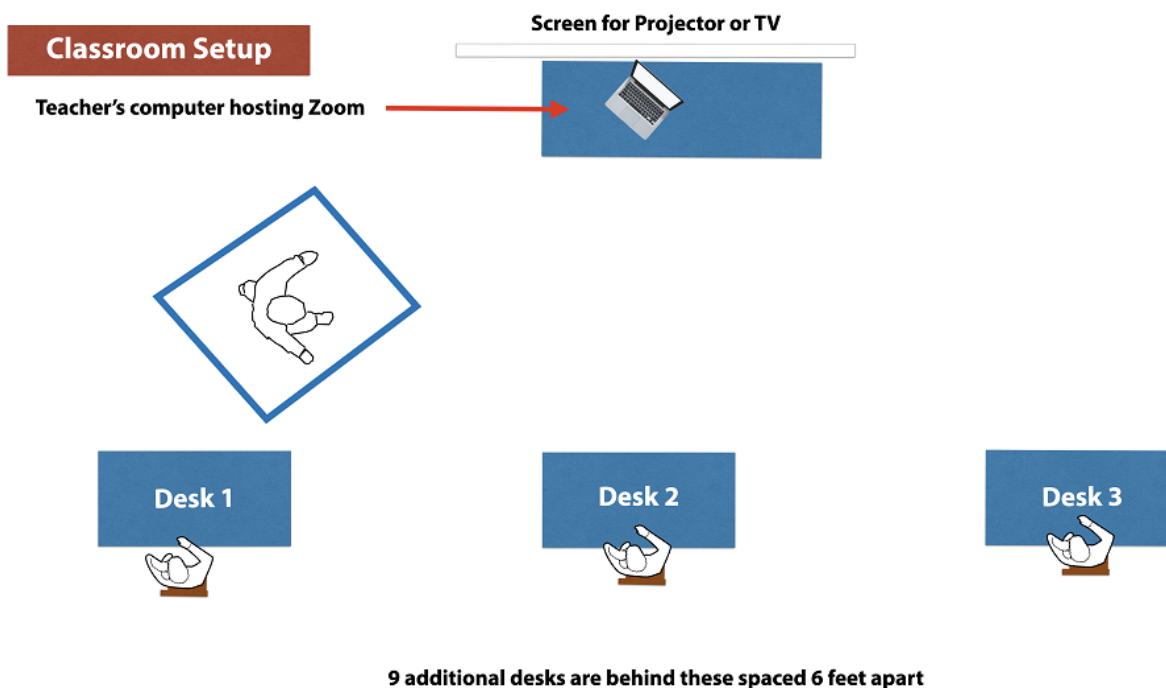 Screen for Projector or TV
Classroom Setup
Teacher's computer hosting Zoom
Desk 1
Desk 2
Desk 3
9 additional desks are behind these spaced 6 feet apart